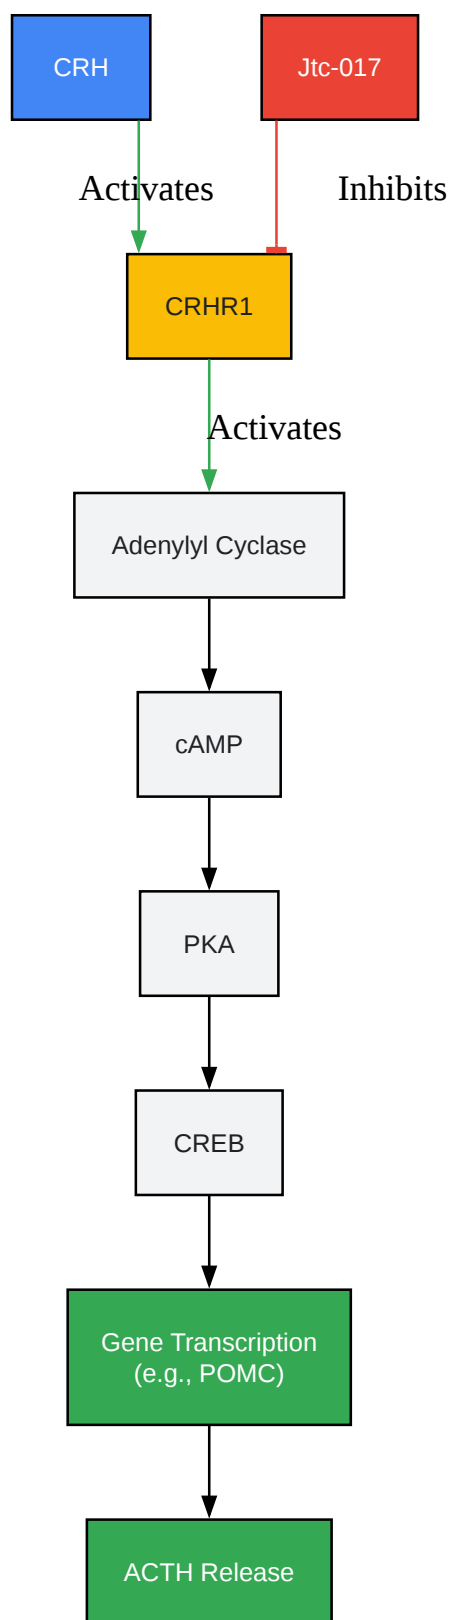 CRH
Jtc-017
Activates
Inhibits
CRHR1
Activates
Adenylyl Cyclase
cAMP
PKA
CREB
Gene Transcription
(e.g., POMC)
ACTH Release